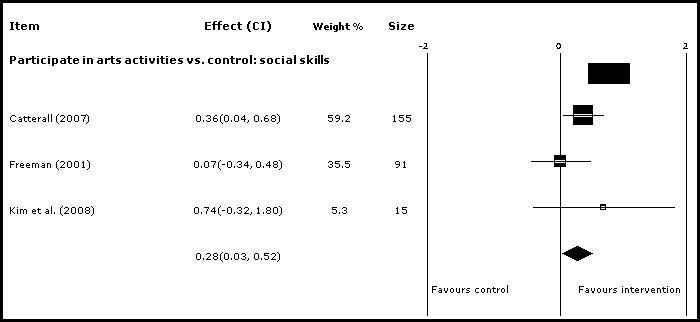 Item Effect (CI) Weight % Size
-2 0 2
Participate in arts activities vs. control: social skills
Catterall (2007) 0.36(0.04, 0.68) 59.2 155
Freeman (2001) 0.07(-0.34, 0.48) 35.5 91
Kim et al. (2008) 0.74(-0.32, 1.80) 5.3 15
0.28(0.03, 0.52)
Favours control Favours intervention